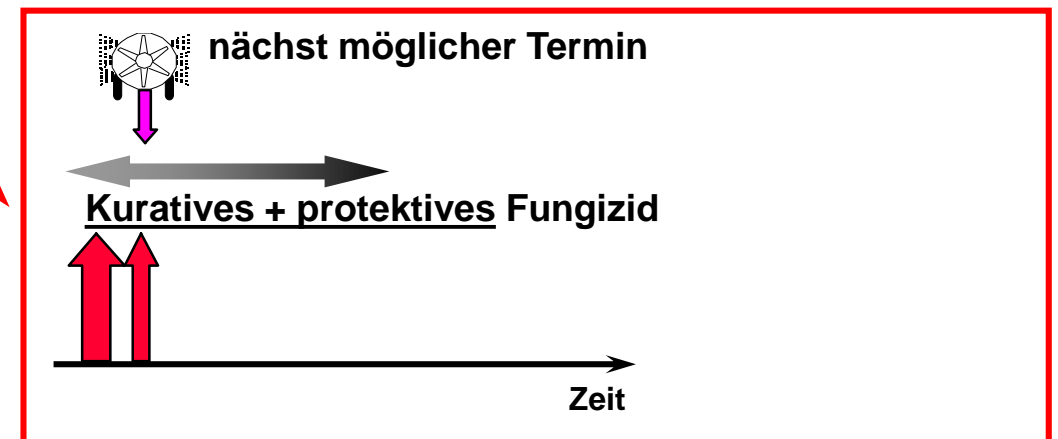 nächst möglicher Termin
Kuratives + protektives Fungizid
Zeit